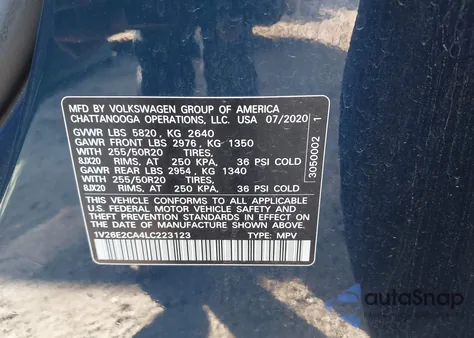 MFD BY VOLKSWAGEN GROUP OF AMERICA
CHATTANOOGA OPERATIONS, LLC. USA 07/2020
GVWR LBS 5820, KG 2640
GAWR FRONT LBS 2976, KG 1350
WITH 255/50R20 TIRES,
8JX20 RIMS, AT 250 KPA, 36 PSI COLD
GAWR REAR LBS 2954, KG 1340
WITH 255/50R20 TIRES,
8JX20 RIMS, AT 250 KPA, 36 PSI COLD
THIS VEHICLE CONFORMS TO ALL APPLICABLE
U.S. FEDERAL MOTOR VEHICLE SAFETY AND
THEFT PREVENTION STANDARDS IN EFFECT ON THE
DATE OF MANUFACTURE SHOWN ABOVE.
1V26E2CA4LC223123 TYPE: MPV
3050002 1
autoSnap